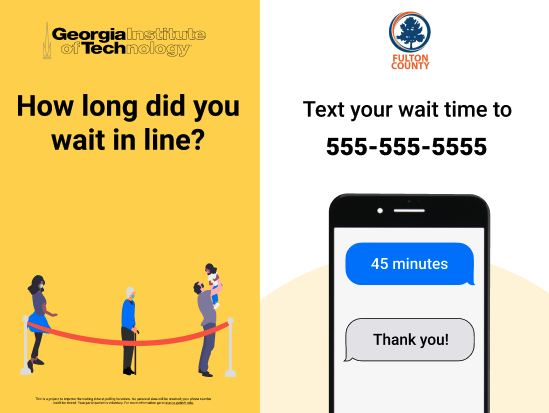 Georgia Institute
of Technology
How long did you
wait in line?
FULTON
COUNTY
Text your wait time to
555-555-5555
45 minutes
Thank you!